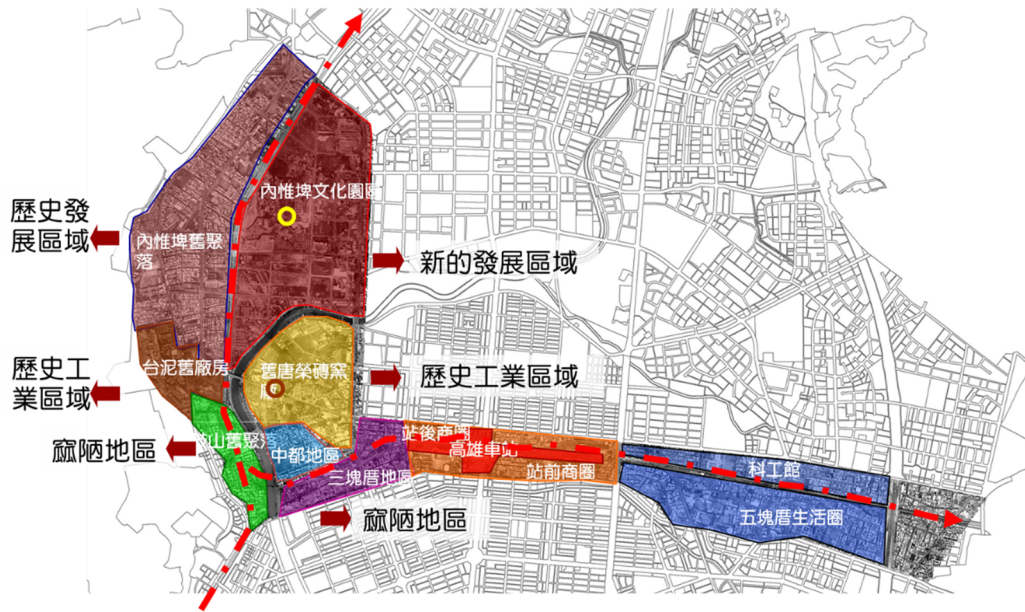 內惟埤文化園區
歷史發
展區域
內惟埤舊聚
落
新的發展區域
台泥舊廠房
舊唐榮磚窯
廠
歷史工
業區域
歷史工業區域
窳陋地區
山舊聚落
中都地區
站後商圈
高雄車站
站前商圈
三塊厝地區
科工館
五塊厝生活圈
窳陋地區